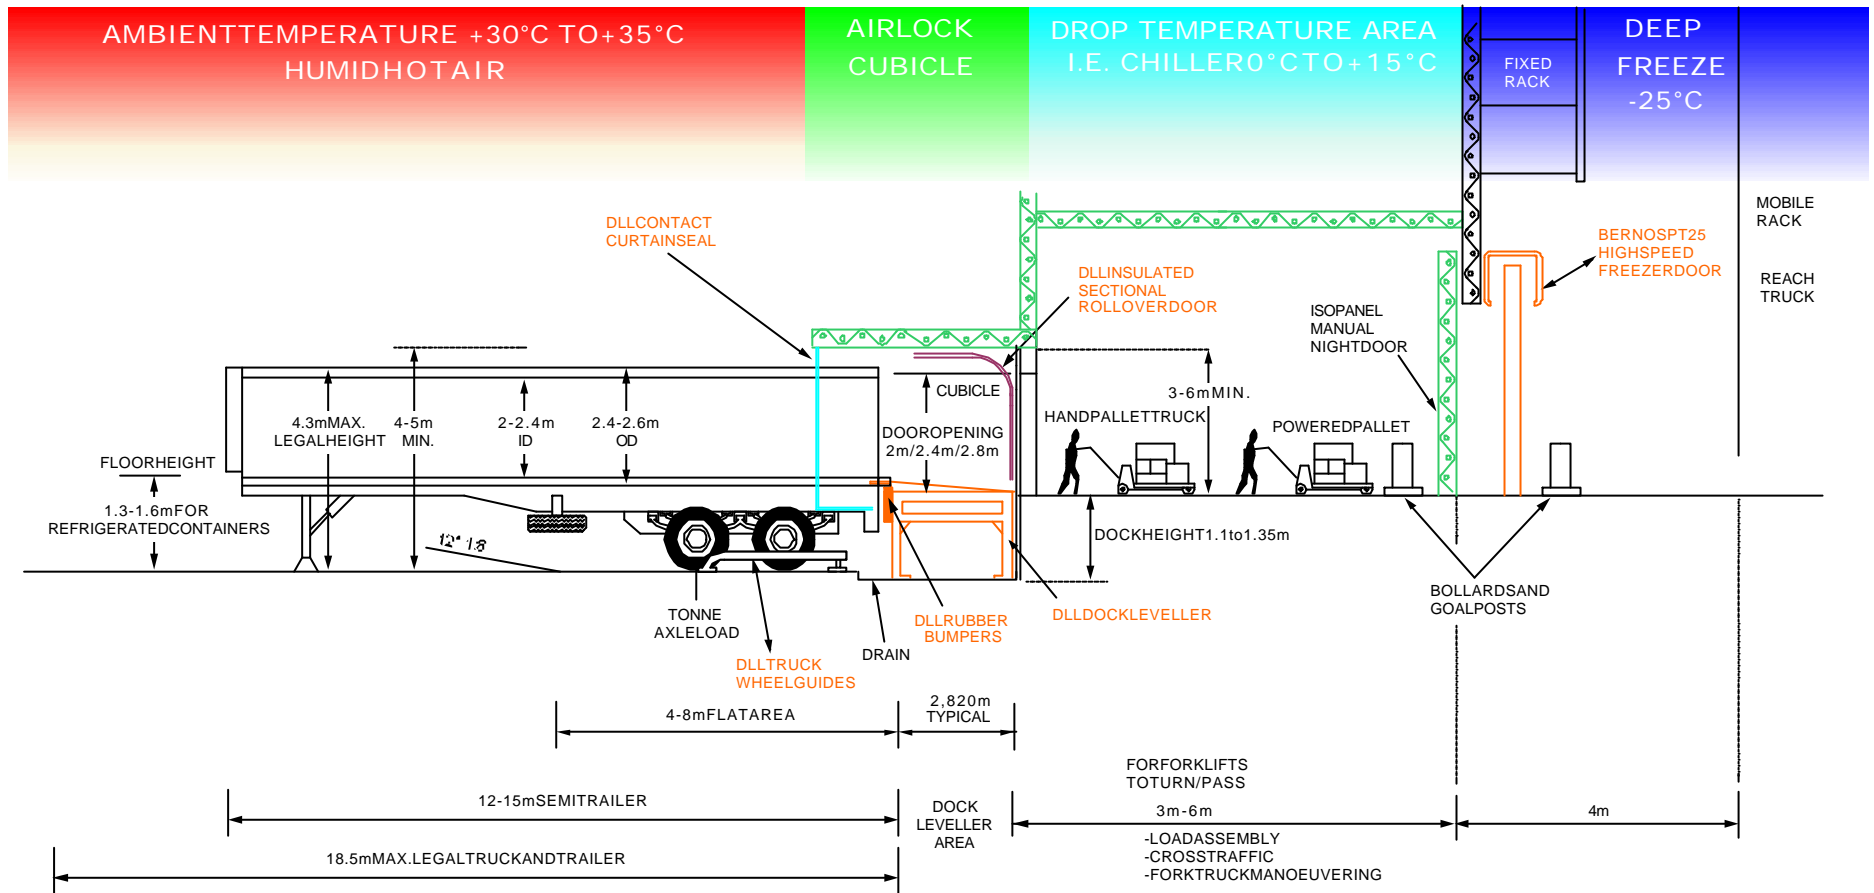 AMBIENTTEMPERATURE +30°C TO+35°C
HUMIDHOTAIR
AIRLOCK
CUBICLE
DROP TEMPERATURE AREA
I.E. CHILLER0°CTO+15°C
FIXED
RACK
DEEP
FREEZE
-25°C
MOBILE
RACK
REACH
TRUCK
DLLCONTACT
CURTAINSEAL
DLLINSULATED
SECTIONAL
ROLLOVERDOOR
BERNOSPT25
HIGHSPEED
FREEZERDOOR
ISOPANEL
MANUAL
NIGHTDOOR
CUBICLE
3-6mMIN.
4.3mMAX.
LEGALHEIGHT
4-5m
MIN.
2-2.4m
ID
2.4-2.6m
OD
DOOROPENING
2m/2.4m/2.8m
HANDPALLETTRUCK
POWEREDPALLET
FLOORHEIGHT
1.3-1.6mFOR
REFRIGERATEDCONTAINERS
12° 1:8
DOCKHEIGHT1.1to1.35m
BOLLARDSAND
GOALPOSTS
TONNE
AXLELOAD
DLLTRUCK
WHEELGUIDES
DRAIN
DLLRUBBER
BUMPERS
DLLDOCKLEVELLER
4-8mFLATAREA
2,820m
TYPICAL
FORFORKLIFTS
TOTURN/PASS
12-15mSEMITRAILER
DOCK
LEVELLER
AREA
3m-6m
4m
-LOADASSEMBLY
-CROSSTRAFFIC
-FORKTRUCKMANOEUVERING
18.5mMAX.LEGALTRUCKANDTRAILER